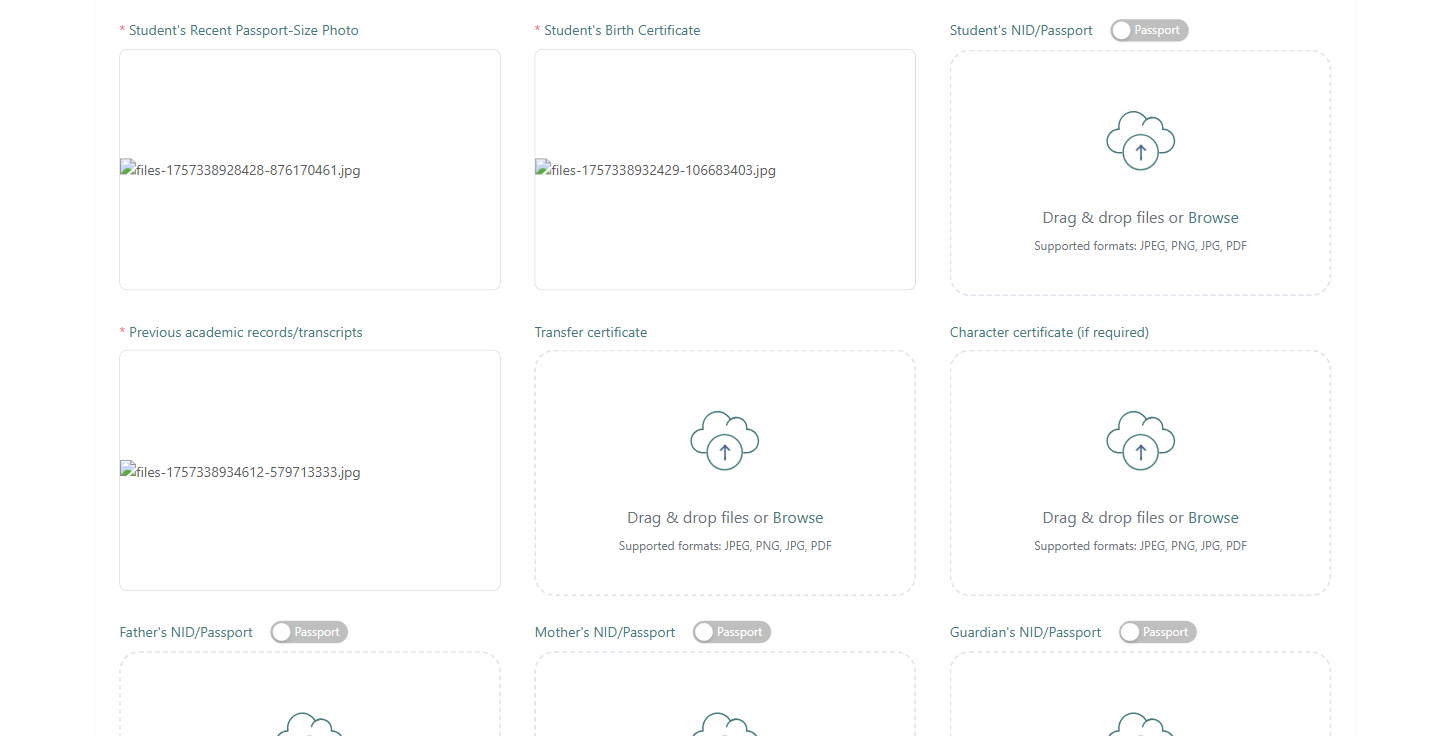 * Student's Recent Passport-Size Photo
* Student's Birth Certificate
Student's NID/Passport
Passport
files-1757338928428-876170461.jpg
files-1757338932429-106683403.jpg
Drag & drop files or Browse
Supported formats: JPEG, PNG, JPG, PDF
* Previous academic records/transcripts
Transfer certificate
Character certificate (if required)
files-1757338934612-579713333.jpg
Drag & drop files or Browse
Supported formats: JPEG, PNG, JPG, PDF
Drag & drop files or Browse
Supported formats: JPEG, PNG, JPG, PDF
Father's NID/Passport
Passport
Mother's NID/Passport
Passport
Guardian's NID/Passport
Passport